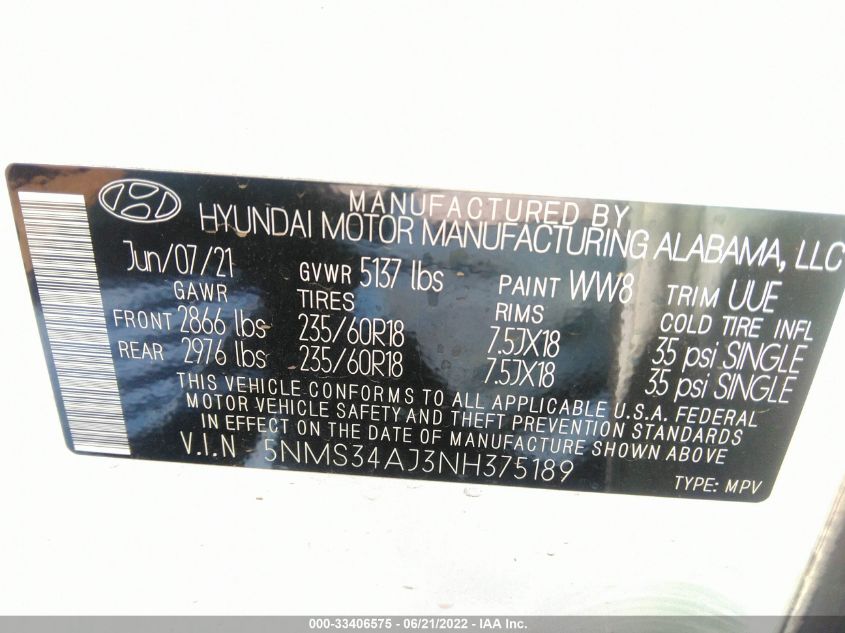 MANUFACTURED BY
HYUNDAI MOTOR MANUFACTURING ALABAMA, LLC
Jun/07/21 GVWR 5137 lbs PAINT WW8 TRIM UUE
GAWR TIRES RIMS COLD TIRE INFL
FRONT 2866 lbs 235/60R18 7.5JX18 35 psi SINGLE
REAR 2976 lbs 235/60R18 7.5JX18 35 psi SINGLE
THIS VEHICLE CONFORMS TO ALL APPLICABLE U.S.A. FEDERAL
MOTOR VEHICLE SAFETY AND THEFT PREVENTION STANDARDS
IN EFFECT ON THE DATE OF MANUFACTURE SHOWN ABOVE
V.I.N 5NMS34AJ3NH375189
TYPE: MPV
000-33406575 - 06/21/2022 - IAA Inc.